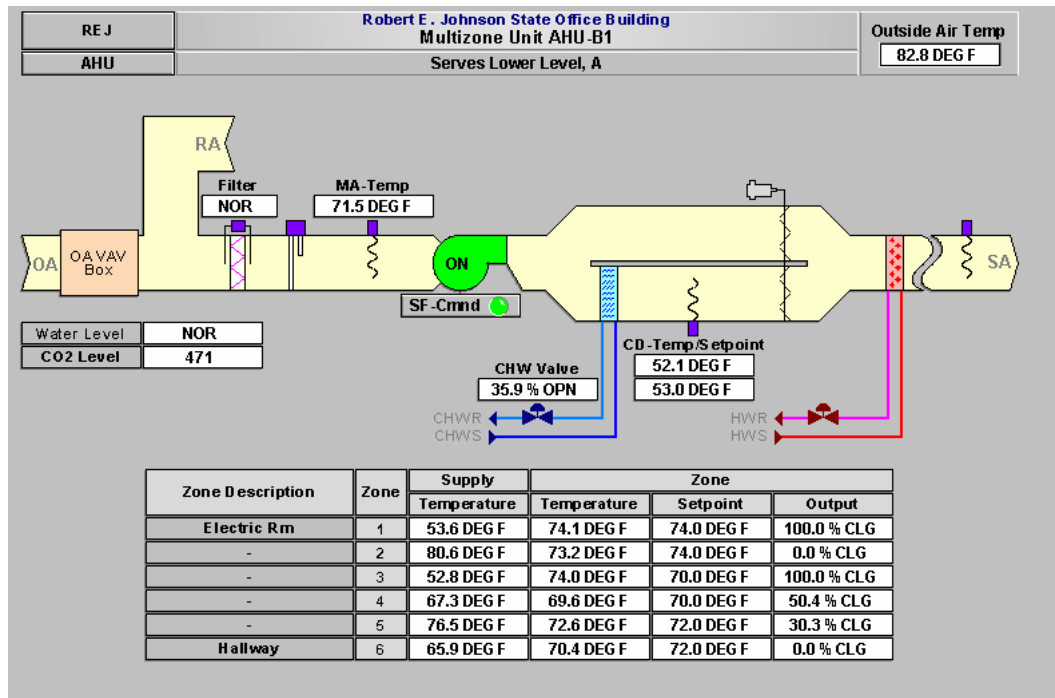 REJ
Robert E. Johnson State Office Building
Multizone Unit AHU-B1
Outside Air Temp
82.8 DEG F
AHU
Serves Lower Level, A
RA
Filter
NOR
MA-Temp
71.5 DEG F
OA
OA VAV
Box
ON
SA
SF-Cmnd
Water Level NOR
CO2 Level 471
CD-Temp/Setpoint
52.1 DEG F
53.0 DEG F
CHW Valve
35.9 % OPN
CHWR
CHWS
HWR
HWS
Zone Description Zone Supply Zone
Temperature Temperature Setpoint Output
Electric Rm 1 53.6 DEG F 74.1 DEG F 74.0 DEG F 100.0 % CLG
- 2 80.6 DEG F 73.2 DEG F 74.0 DEG F 0.0 % CLG
- 3 52.8 DEG F 74.0 DEG F 70.0 DEG F 100.0 % CLG
- 4 67.3 DEG F 69.6 DEG F 70.0 DEG F 50.4 % CLG
- 5 76.5 DEG F 72.6 DEG F 72.0 DEG F 30.3 % CLG
Hallway 6 65.9 DEG F 70.4 DEG F 72.0 DEG F 0.0 % CLG